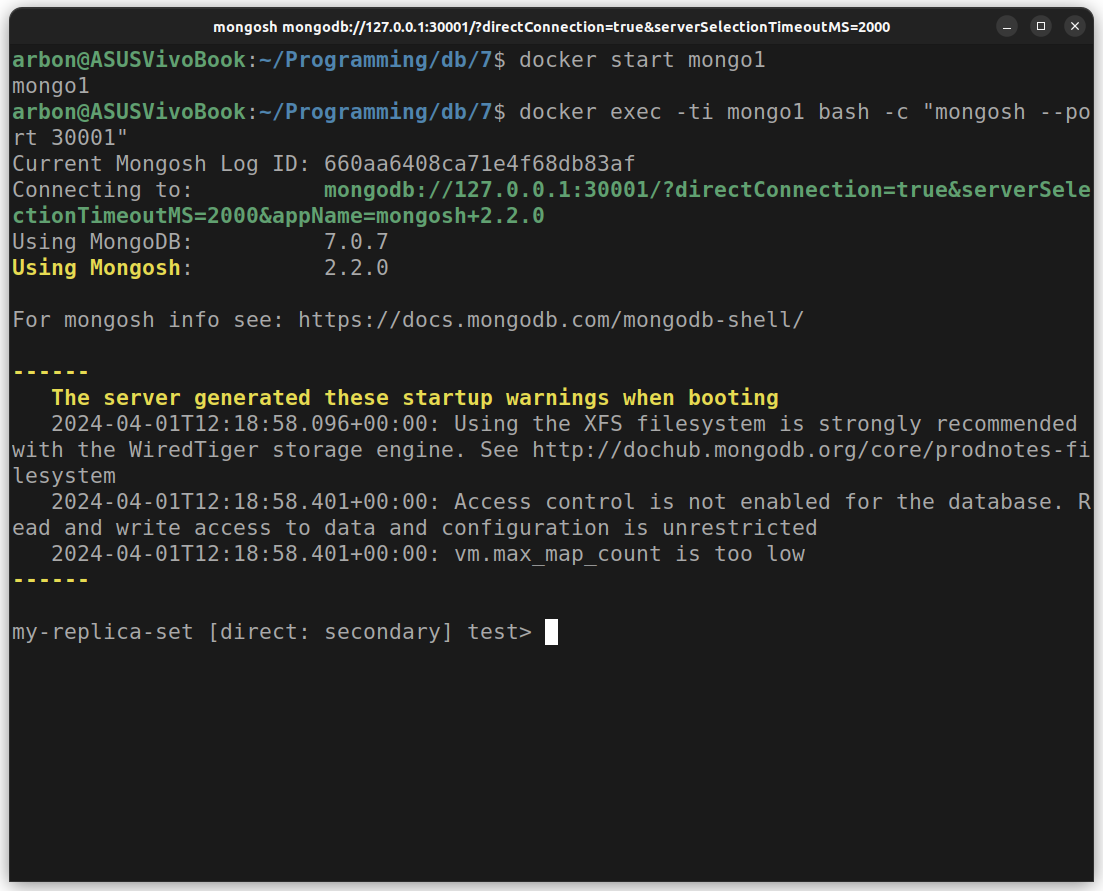 mongosh mongodb://127.0.0.1:30001/?directConnection=true&serverSelectionTimeoutMS=2000
arbon@ASUSVivoBook:~/Programming/db/7$ docker start mongo1
mongo1
arbon@ASUSVivoBook:~/Programming/db/7$ docker exec -ti mongo1 bash -c "mongosh --po
rt 30001"
Current Mongosh Log ID: 660aa6408ca71e4f68db83af
Connecting to:          mongodb://127.0.0.1:30001/?directConnection=true&serverSele
ctionTimeoutMS=2000&appName=mongosh+2.2.0
Using MongoDB:          7.0.7
Using Mongosh:          2.2.0
For mongosh info see: https://docs.mongodb.com/mongodb-shell/
------
   The server generated these startup warnings when booting
   2024-04-01T12:18:58.096+00:00: Using the XFS filesystem is strongly recommended
with the WiredTiger storage engine. See http://dochub.mongodb.org/core/prodnotes-fi
lesystem
   2024-04-01T12:18:58.401+00:00: Access control is not enabled for the database. R
ead and write access to data and configuration is unrestricted
   2024-04-01T12:18:58.401+00:00: vm.max_map_count is too low
------
my-replica-set [direct: secondary] test>